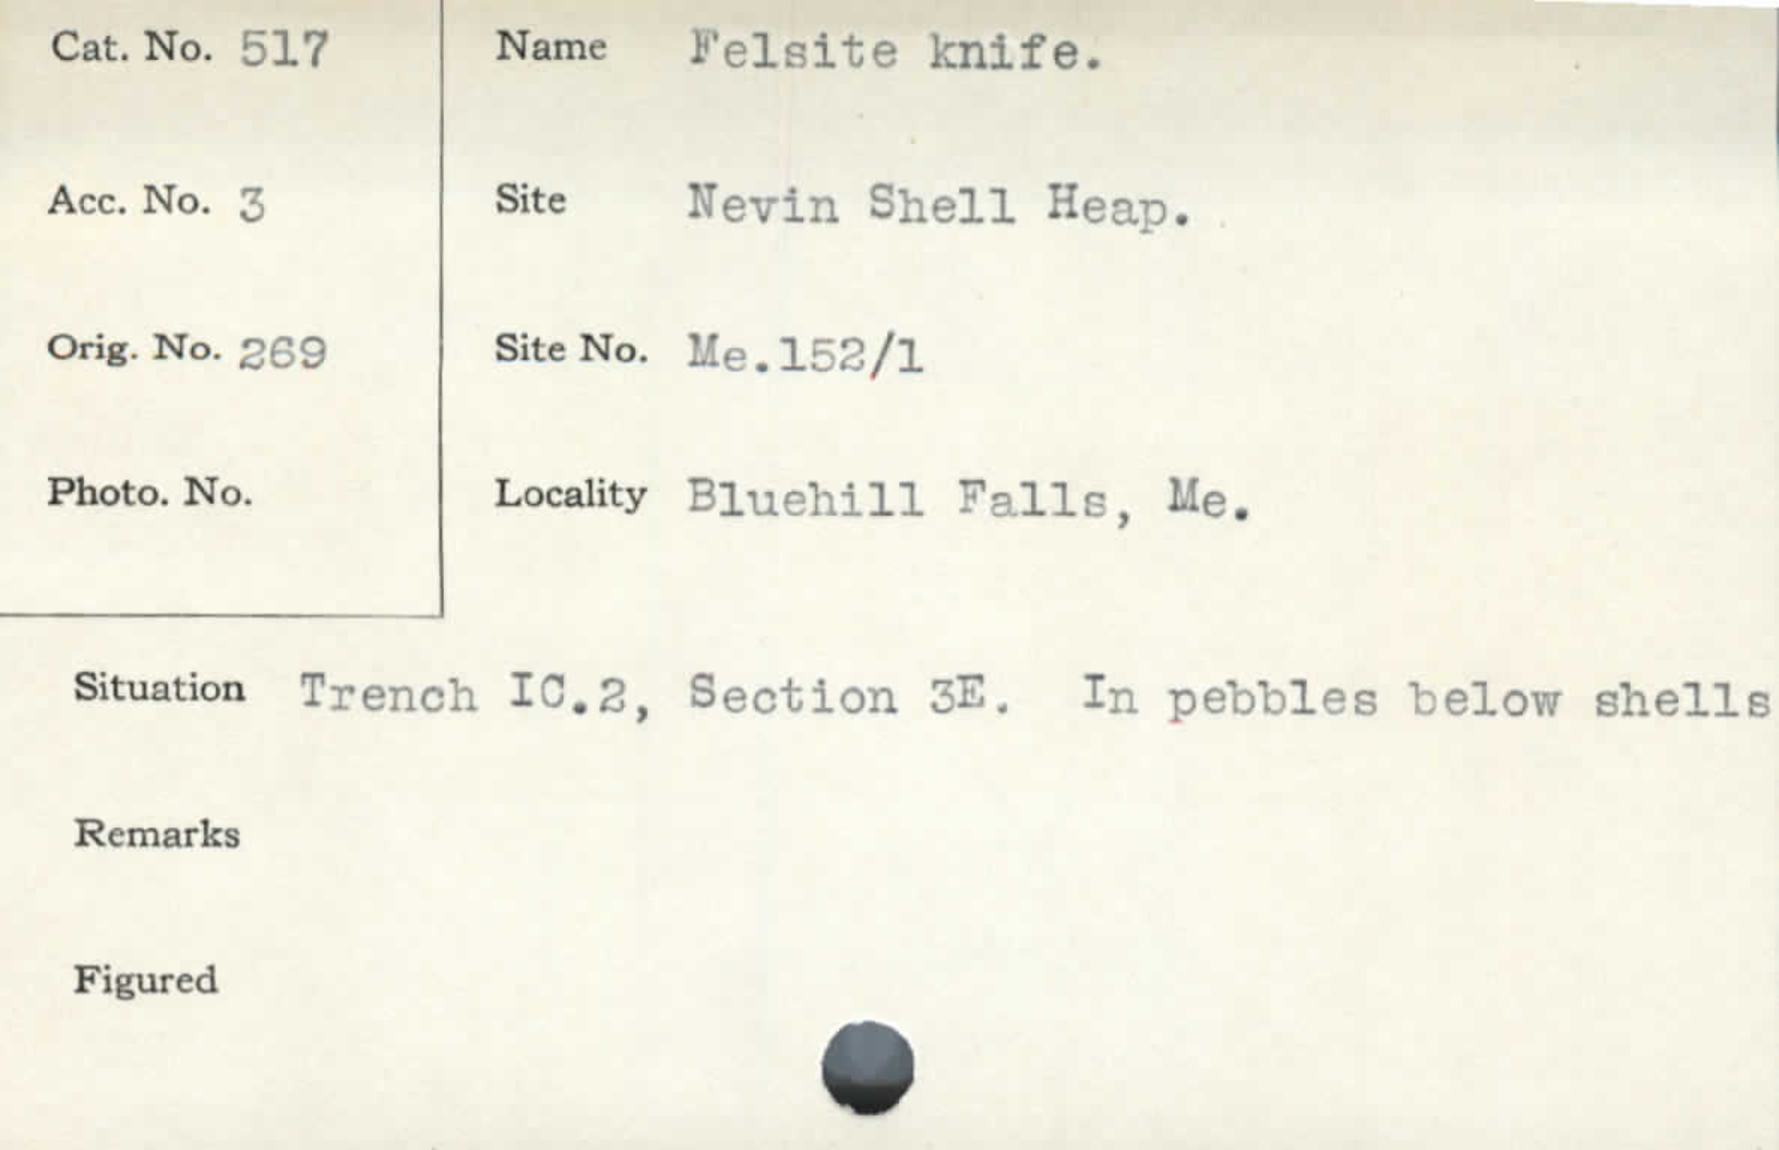 Cat. No. 517 Name Felsite knife.
Acc. No. 3 Site Nevin Shell Heap.
Orig. No. 269 Site No. Me.152/1
Photo. No. Locality Bluehill Falls, Me.
Situation Trench IC.2, Section 3E. In pebbles below shells
Remarks
Figured